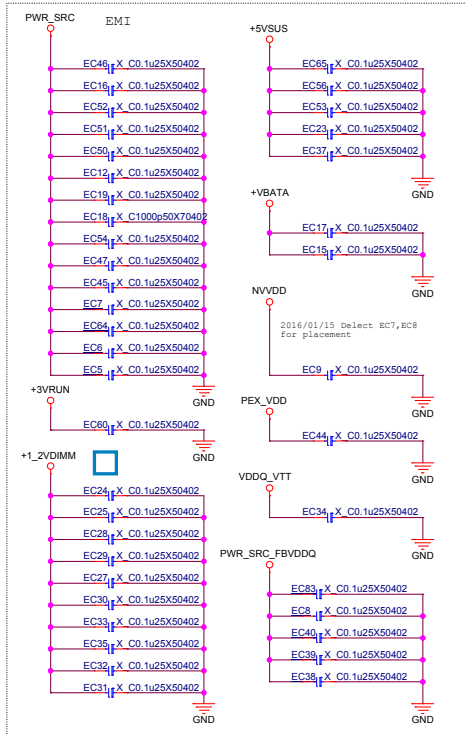 PWR_SRC
EMI
EC46 X_C0.1u25X50402
EC16 X_C0.1u25X50402
EC52 X_C0.1u25X50402
EC51 X_C0.1u25X50402
EC50 X_C0.1u25X50402
EC12 X_C0.1u25X50402
EC19 X_C0.1u25X50402
EC18 X_C1000p50X70402
EC54 X_C0.1u25X50402
EC47 X_C0.1u25X50402
EC45 X_C0.1u25X50402
EC7 X_C0.1u25X50402
EC64 X_C0.1u25X50402
EC6 X_C0.1u25X50402
EC5 X_C0.1u25X50402
GND
+3VRUN
EC60 X_C0.1u25X50402
GND
+1_2VDIMM
EC24 X_C0.1u25X50402
EC25 X_C0.1u25X50402
EC28 X_C0.1u25X50402
EC29 X_C0.1u25X50402
EC27 X_C0.1u25X50402
EC30 X_C0.1u25X50402
EC33 X_C0.1u25X50402
EC35 X_C0.1u25X50402
EC32 X_C0.1u25X50402
EC31 X_C0.1u25X50402
GND
+5VSUS
EC65 X_C0.1u25X50402
EC56 X_C0.1u25X50402
EC53 X_C0.1u25X50402
EC23 X_C0.1u25X50402
EC37 X_C0.1u25X50402
GND
+VBATA
EC17 X_C0.1u25X50402
EC15 X_C0.1u25X50402
GND
NVVDD
2016/01/15 Delect EC7,EC8
for placement
EC9 X_C0.1u25X50402
GND
PEX_VDD
EC44 X_C0.1u25X50402
GND
VDDQ_VTT
EC34 X_C0.1u25X50402
GND
PWR_SRC_FBVDDQ
EC83 X_C0.1u25X50402
EC8 X_C0.1u25X50402
EC40 X_C0.1u25X50402
EC39 X_C0.1u25X50402
EC38 X_C0.1u25X50402
GND